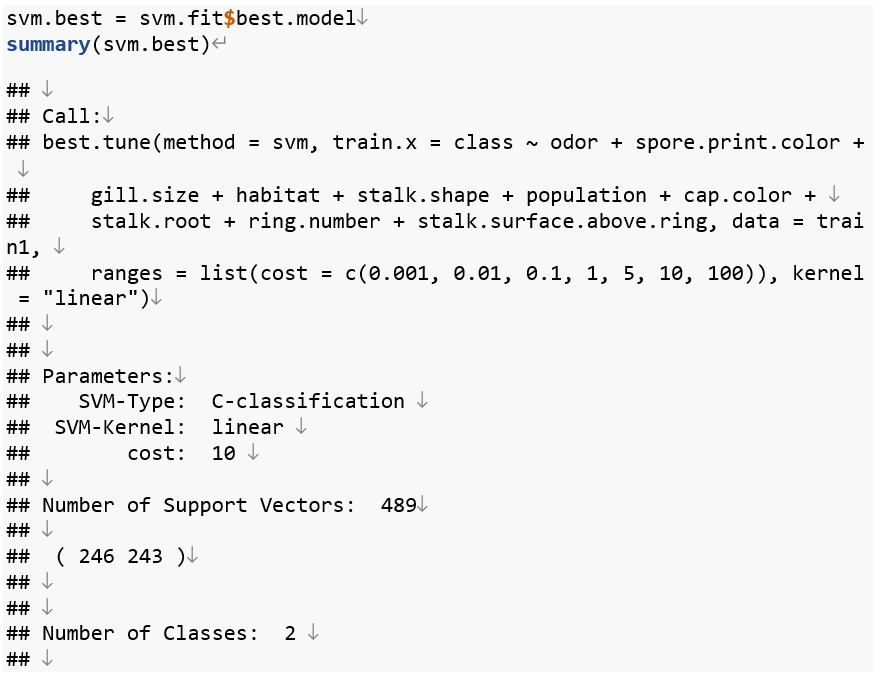 svm.best = svm.fit$best.model↓
summary(svm.best)↵
## ↓
## Call:↓
## best.tune(method = svm, train.x = class ~ odor + spore.print.color +
 ↓
##     gill.size + habitat + stalk.shape + population + cap.color + ↓
##     stalk.root + ring.number + stalk.surface.above.ring, data = trai
n1, ↓
##     ranges = list(cost = c(0.001, 0.01, 0.1, 1, 5, 10, 100)), kernel
 = "linear")↓
## ↓
## ↓
## Parameters:↓
##    SVM-Type:  C-classification ↓
##  SVM-Kernel:  linear ↓
##        cost:  10 ↓
## ↓
## Number of Support Vectors:  489↓
## ↓
##  ( 246 243 )↓
## ↓
## ↓
## Number of Classes:  2 ↓
## ↓